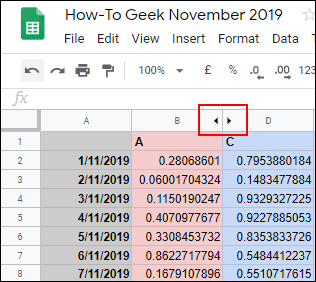 How-To Geek November 2019
File Edit View Insert Format Data T
100% £ % .0 .00
fx
A B C D
1 A C
2 1/11/2019 0.28068601 0.7953880184
3 2/11/2019 0.06001704324 0.1483477884
4 3/11/2019 0.1150190247 0.9329327225
5 4/11/2019 0.4070977677 0.9227885053
6 5/11/2019 0.3308453732 0.8353833726
7 6/11/2019 0.8622717794 0.5484412237
8 7/11/2019 0.1679107896 0.5510717615